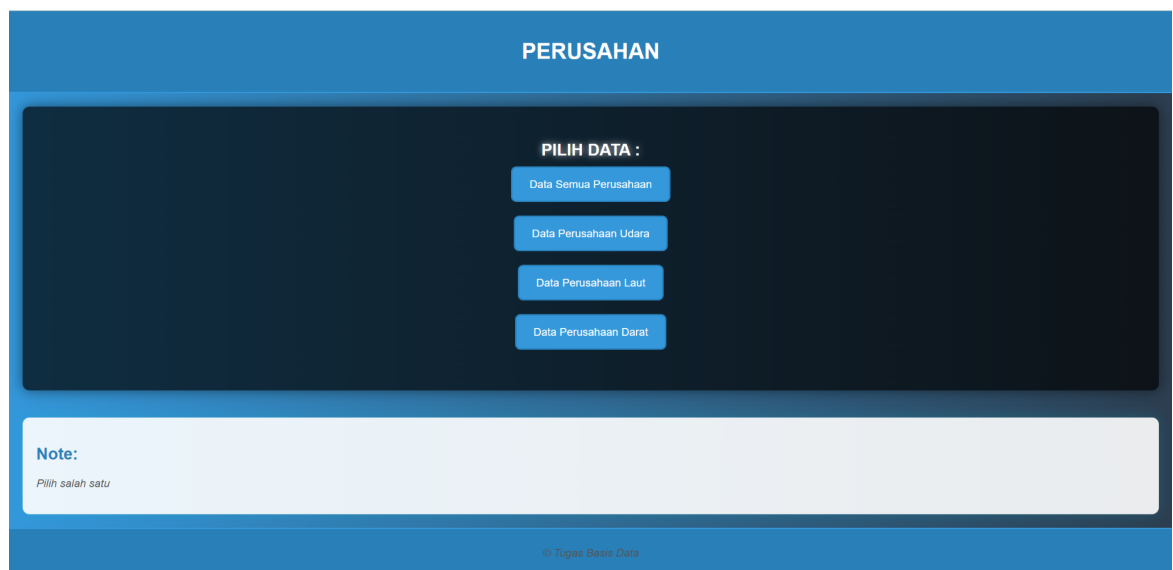 PERUSAHAN
PILIH DATA :
Data Semua Perusahaan
Data Perusahaan Udara
Data Perusahaan Laut
Data Perusahaan Darat
Note:
Pilih salah satu
© Tugas Basis Data